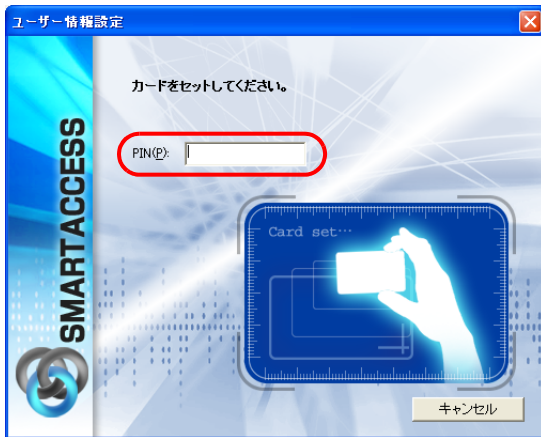 ユーザー情報設定
カードをセットしてください。
PIN(P):
Card set…
SMARTACCESS
キャンセル